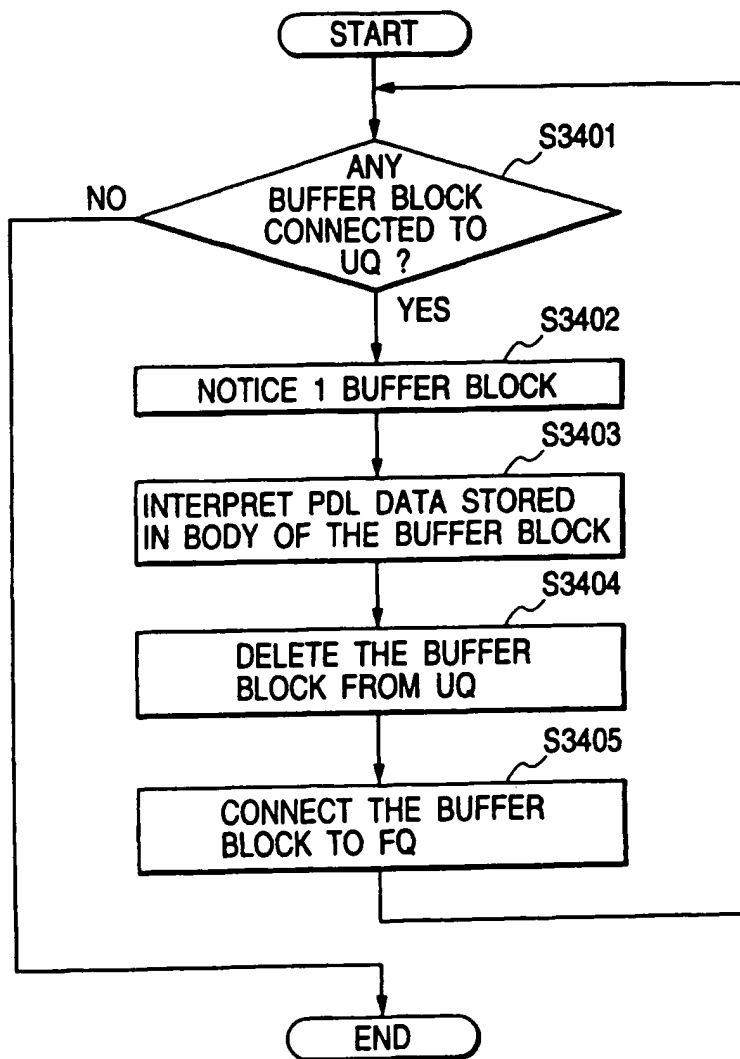 START
S3401
ANY
BUFFER BLOCK
CONNECTED TO
UQ ?
NO
YES
S3402
NOTICE 1 BUFFER BLOCK
S3403
INTERPRET PDL DATA STORED
IN BODY OF THE BUFFER BLOCK
S3404
DELETE THE BUFFER
BLOCK FROM UQ
S3405
CONNECT THE BUFFER
BLOCK TO FQ
END